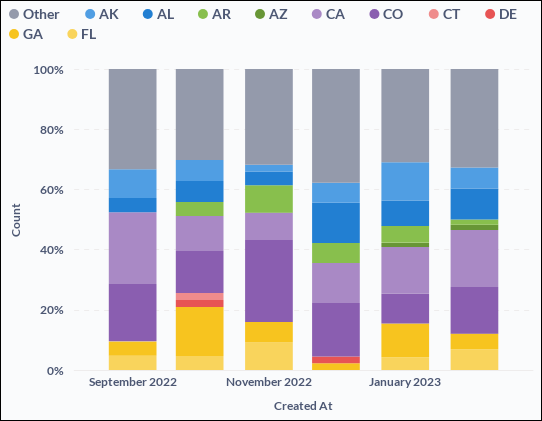 Other AK AL AR AZ CA CO CT DE
GA FL
100%
80%
60%
40%
20%
0%
Count
September 2022 November 2022 January 2023
Created At